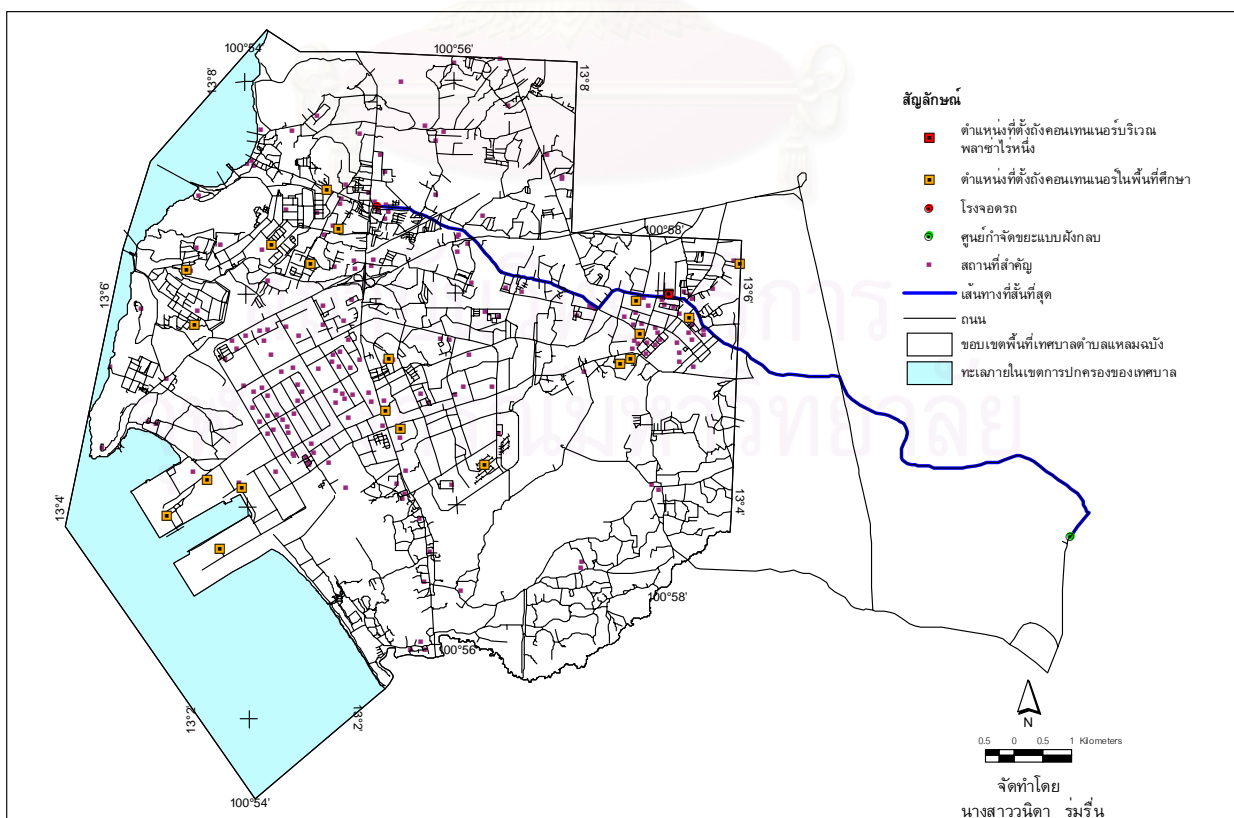 100°54'
100°56'
13°8'
13°8'
สัญลักษณ์
ตำแหน่งที่ตั้งถังคอนเทนเนอร์บริเวณ
พลาซ่าไร่หนึ่ง
ตำแหน่งที่ตั้งถังคอนเทนเนอร์ในพื้นที่ศึกษา
โรงจอดรถ
ศูนย์กำจัดขยะแบบฝังกลบ
สถานที่สำคัญ
เส้นทางที่สั้นที่สุด
ถนน
ขอบเขตพื้นที่เทศบาลตำบลแหลมฉบัง
ทะเลภายในเขตการปกครองของเทศบาล
100°58'
13°6'
13°6'
13°4'
13°4'
100°58'
100°56'
13°2'
13°2'
100°54'
N
0.5 0 0.5 1 Kilometers
จัดทำโดย
นางสาววนิดา ร่มรื่น